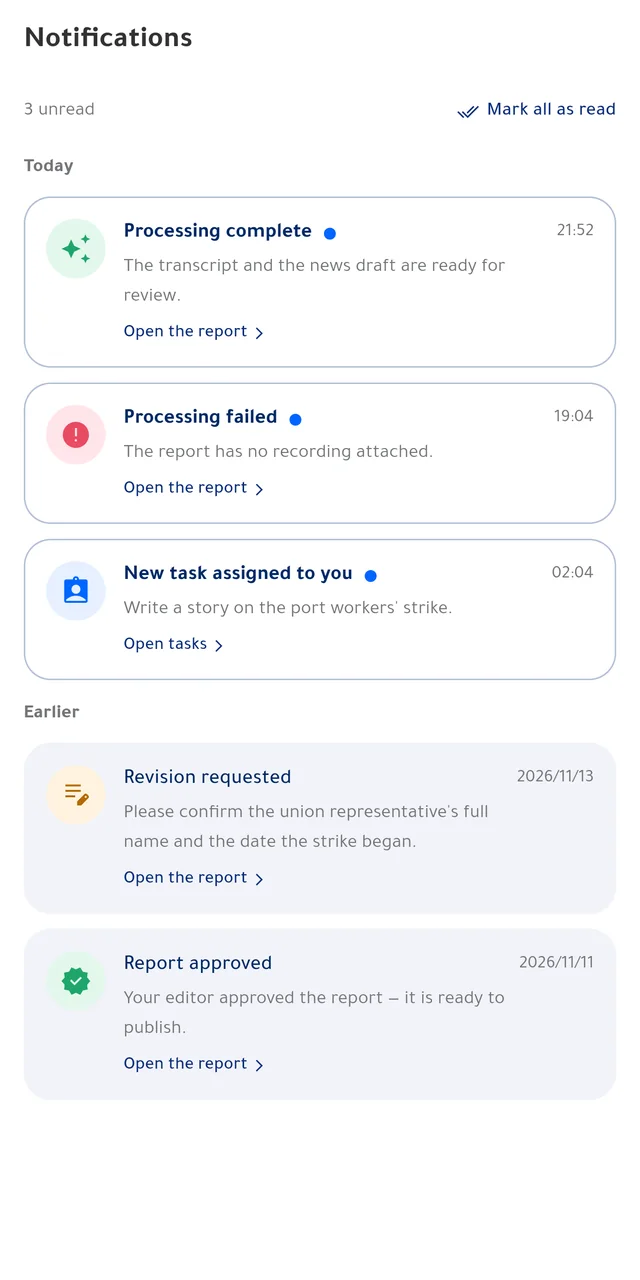 Notifications
3 unread
Mark all as read
Today
Processing complete
21:52
The transcript and the news draft are ready for
review.
Open the report
Processing failed
19:04
The report has no recording attached.
Open the report
New task assigned to you
02:04
Write a story on the port workers' strike.
Open tasks
Earlier
Revision requested
2026/11/13
Please confirm the union representative's full
name and the date the strike began.
Open the report
Report approved
2026/11/11
Your editor approved the report – it is ready to
publish.
Open the report